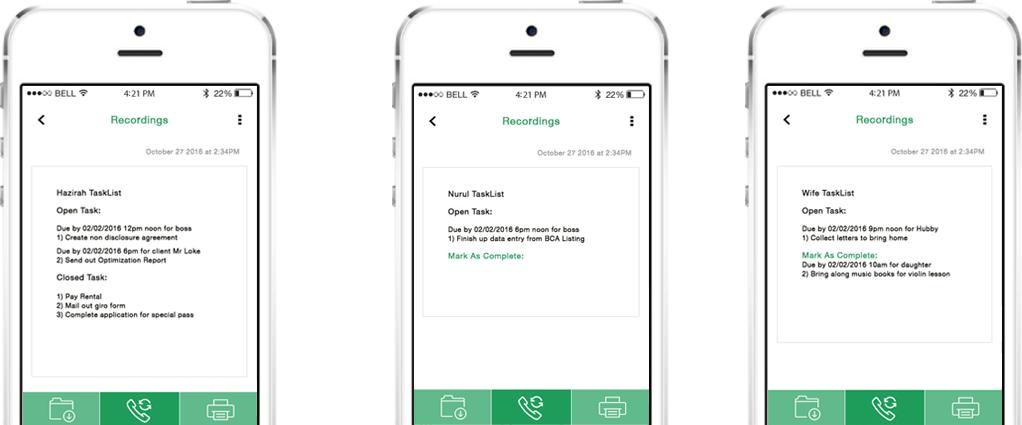 BELL 4:21 PM 22%
Recordings
October 27 2016 at 2:34PM
Hazirah TaskList
Open Task:
Due by 02/02/2016 12pm noon for boss
1) Create non disclosure agreement
Due by 02/02/2016 6pm for client Mr Loke
2) Send out Optimization Report
Closed Task:
1) Pay Rental
2) Mail out giro form
3) Complete application for special pass
BELL 4:21 PM 22%
Recordings
October 27 2016 at 2:34PM
Nurul TaskList
Open Task:
Due by 02/02/2016 6pm noon for boss
1) Finish up data entry from BCA Listing
Mark As Complete:
BELL 4:21 PM 22%
Recordings
October 27 2016 at 2:34PM
Wife TaskList
Open Task:
Due by 02/02/2016 9pm noon for Hubby
1) Collect letters to bring home
Mark As Complete:
Due by 02/02/2016 10am for daughter
2) Bring along music books for violin lesson